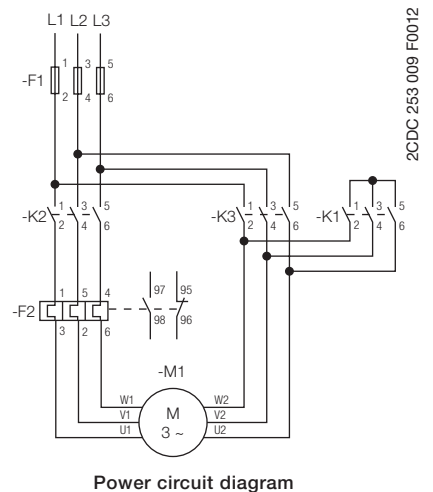 L1 L2 L3
2CDC 253 009 F0012
-F1
1 3 5
2 4 6
-K2
1 3 5
2 4 6
-K3
1 3 5
2 4 6
-K1
1 3 5
2 4 6
-F2
1 5 4
3 2 6
97 95
98 96
-M1
W1 W2
V1 V2
U1 U2
M
3 ~
Power circuit diagram